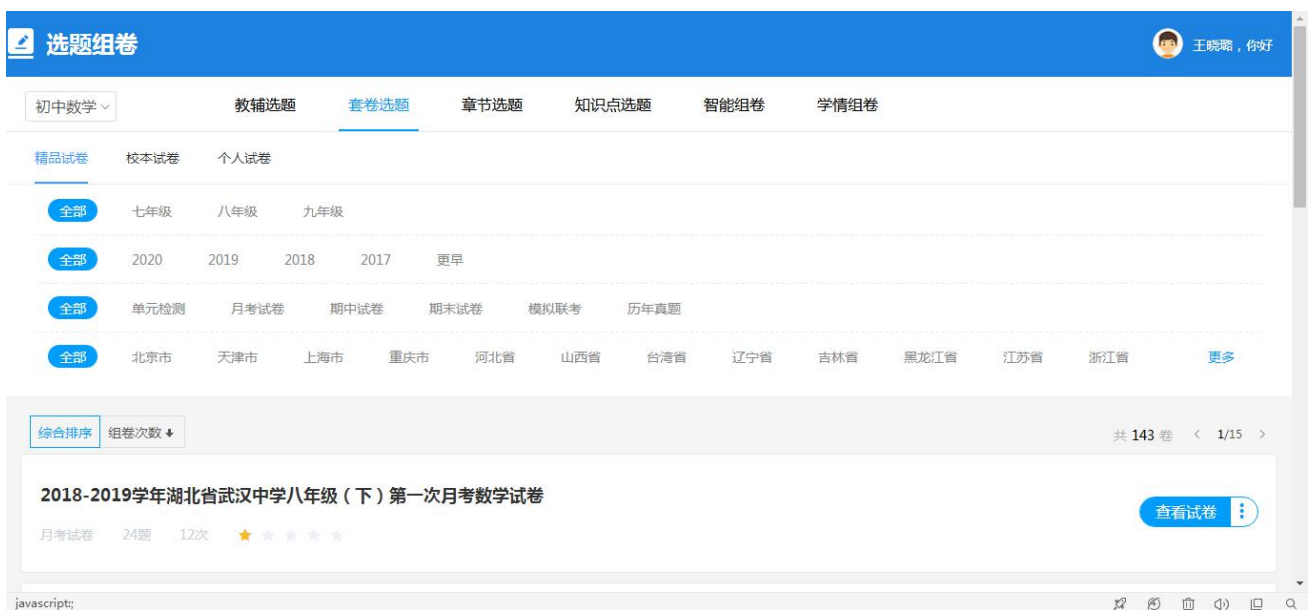 选题组卷
王晓璐，你好
初中数学 教辅选题 套卷选题 章节选题 知识点选题 智能组卷 学情组卷
精品试卷 校本试卷 个人试卷
全部 七年级 八年级 九年级
全部 2020 2019 2018 2017 更早
全部 单元检测 月考试卷 期中试卷 期末试卷 模拟联考 历年真题
全部 北京市 天津市 上海市 重庆市 河北省 山西省 台湾省 辽宁省 吉林省 黑龙江省 江苏省 浙江省 更多
综合排序 组卷次数 共 143 卷 1/15
2018-2019学年湖北省武汉中学八年级（下）第一次月考数学试卷
查看试卷
月考试卷 24题 12次
javascript:;